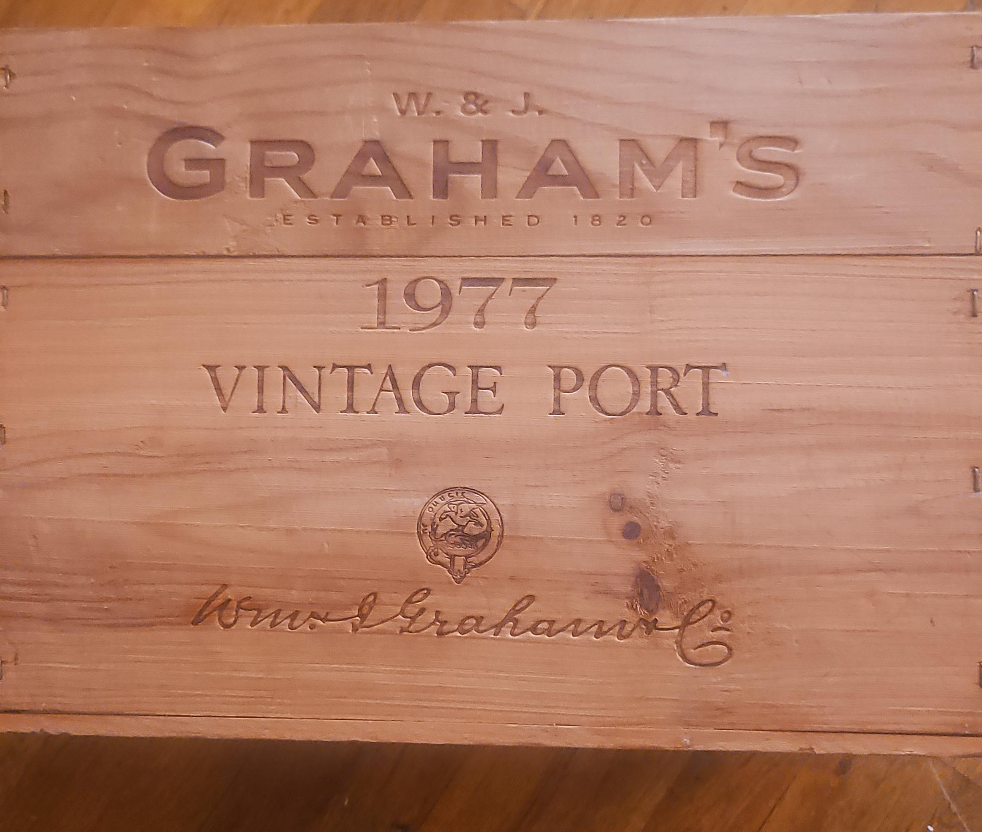 W. & J.
GRAHAM'S
ESTABLISHED 1820
1977
VINTAGE PORT
Wm & J Graham & Co